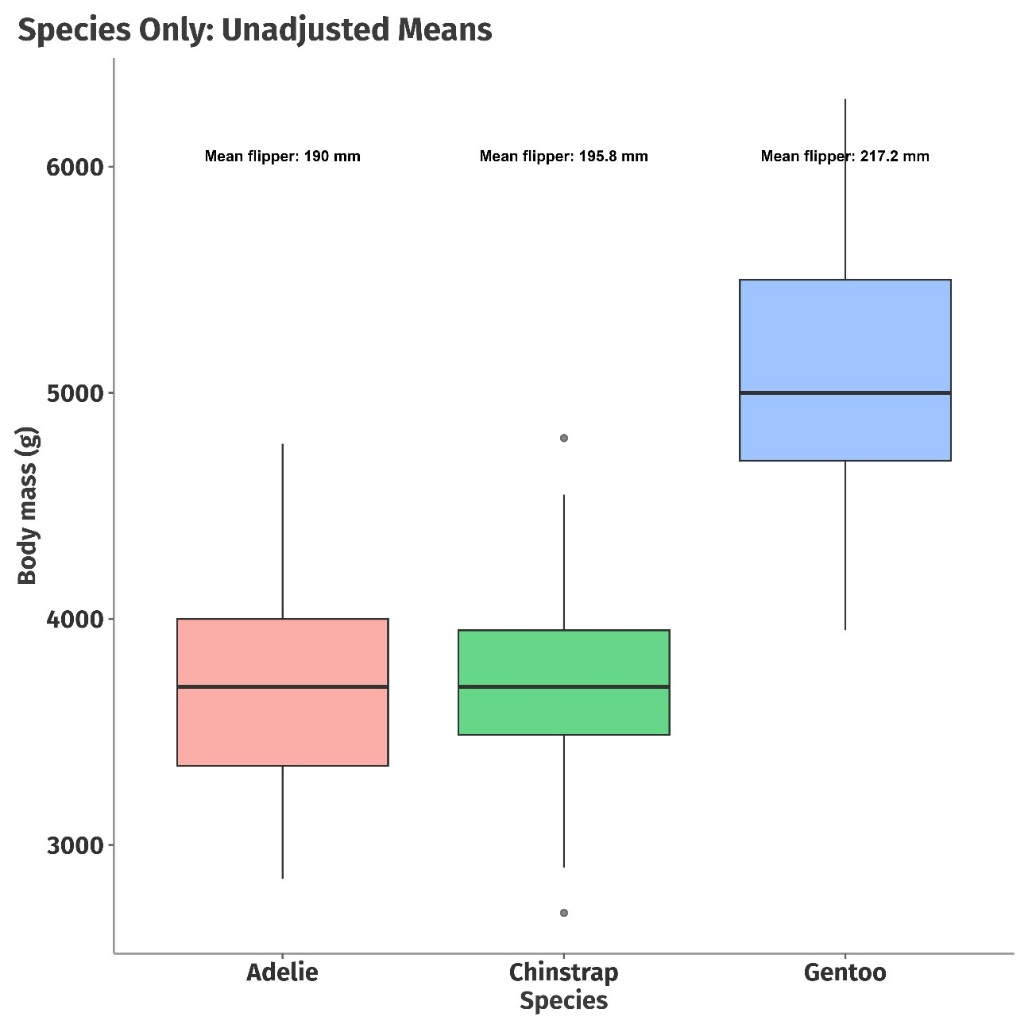 Species Only: Unadjusted Means
Mean flipper: 190 mm
Mean flipper: 195.8 mm
Mean flipper: 217.2 mm
6000
5000
4000
3000
Body mass (g)
Adelie
Chinstrap
Gentoo
Species